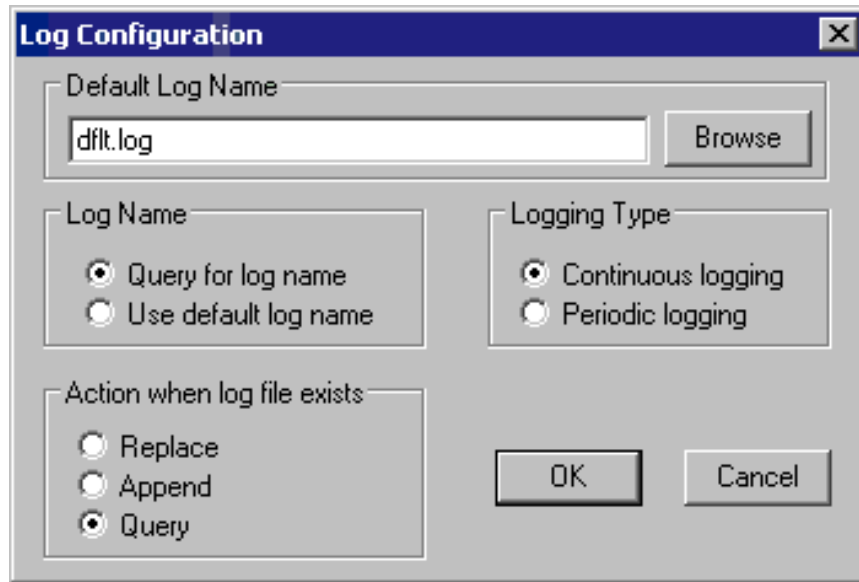 Log Configuration
Default Log Name
dflt.log
Browse
Log Name
Query for log name
Use default log name
Logging Type
Continuous logging
Periodic logging
Action when log file exists
Replace
Append
Query
OK
Cancel